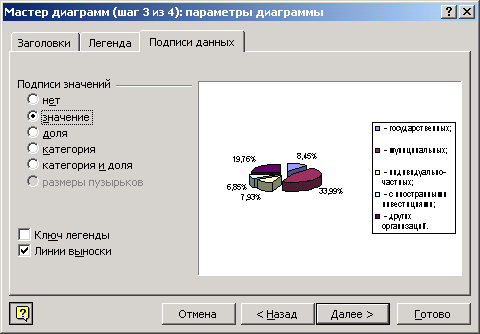 Мастер диаграмм (шаг 3 из 4): параметры диаграммы
Заголовки Легенда Подписи данных
Подписи значений
нет
значение
доля
категория
категория и доля
размеры пузырьков
Ключ легенды
Линии выноски
19,76%
8,45%
6,85%
7,93%
33,99%
- государственных;
- муниципальных;
- индивидуально-
частных;
- с иностранными
инвестициями;
- других
организаций.
? Отмена < Назад Далее > Готово